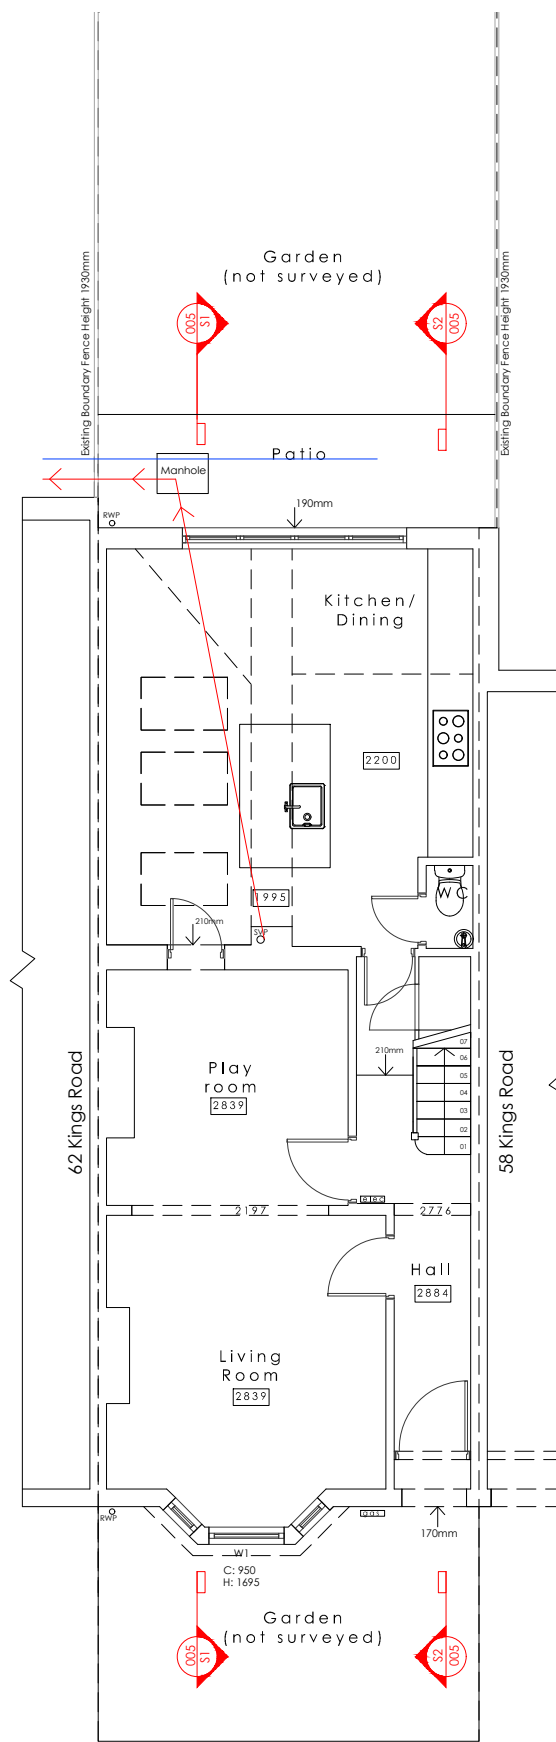 Garden
(not surveyed)
Existing Boundary Fence Height 1930mm
Existing Boundary Fence Height 1930mm
005
S1
S2
005
Patio
Manhole
RWP
190mm
Kitchen/
Dining
2200
1995
WC
210mm
SVP
07
06
05
04
03
02
01
210mm
Play
room
2839
62 Kings Road
58 Kings Road
elec
2197
2776
Hall
2884
Living
Room
2839
RWP
gas
170mm
W1
C: 950
H: 1695
Garden
(not surveyed)
005
S1
S2
005